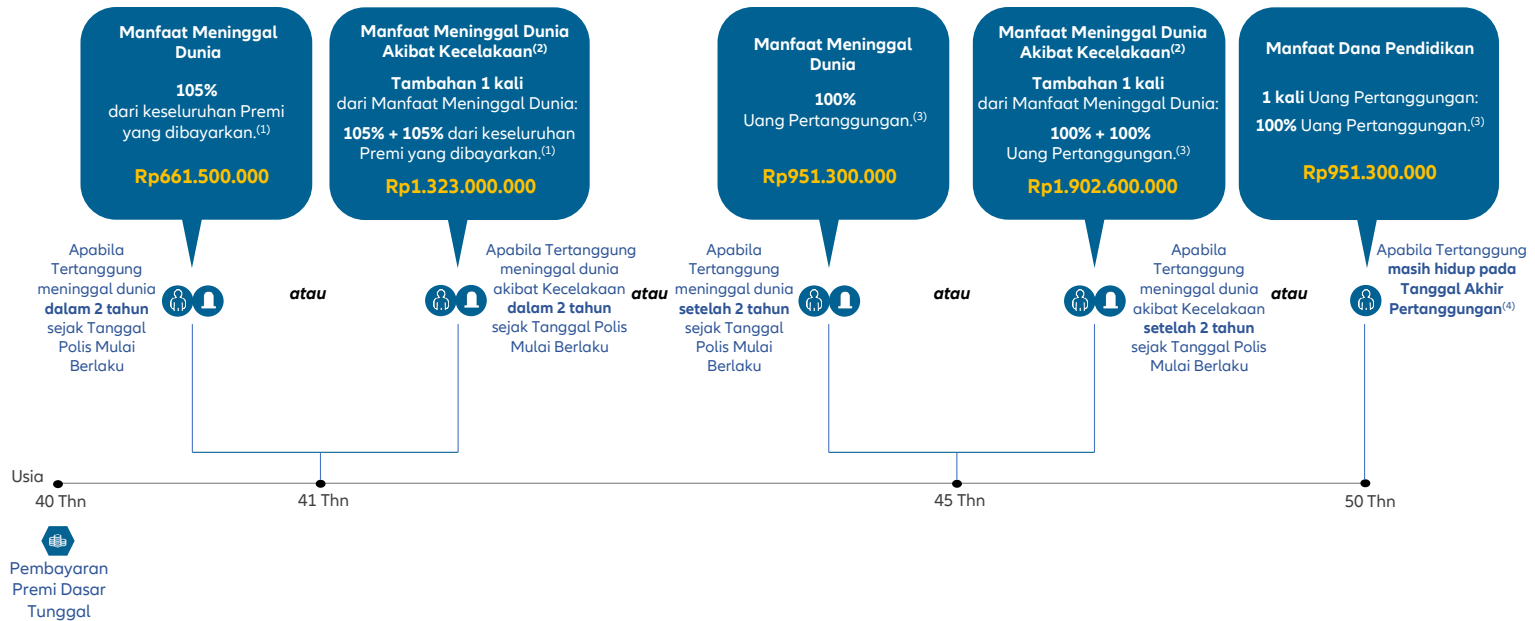 Manfaat Meninggal
Dunia
105%
dari keseluruhan Premi
yang dibayarkan.(1)
Rp661.500.000
Manfaat Meninggal Dunia
Akibat Kecelakaan(2)
Tambahan 1 kali
dari Manfaat Meninggal Dunia:
105% + 105% dari keseluruhan
Premi yang dibayarkan.(1)
Rp1.323.000.000
Manfaat Meninggal
Dunia
100%
Uang Pertanggungan.(3)
Rp951.300.000
Manfaat Meninggal Dunia
Akibat Kecelakaan(2)
Tambahan 1 kali
dari Manfaat Meninggal Dunia:
100% + 100%
Uang Pertanggungan.(3)
Rp1.902.600.000
Manfaat Dana Pendidikan
1 kali Uang Pertanggungan:
100% Uang Pertanggungan.(3)
Rp951.300.000
Apabila
Tertanggung
meninggal dunia
dalam 2 tahun
sejak Tanggal
Polis Mulai
Berlaku
atau
Apabila Tertanggung
meninggal dunia
akibat Kecelakaan
dalam 2 tahun
sejak Tanggal Polis
Mulai Berlaku
atau
Apabila
Tertanggung
meninggal dunia
setelah 2 tahun
sejak Tanggal
Polis Mulai
Berlaku
atau
Apabila
Tertanggung
meninggal dunia
akibat Kecelakaan
setelah 2 tahun
sejak Tanggal Polis
Mulai Berlaku
atau
Apabila Tertanggung
masih hidup pada
Tanggal Akhir
Pertanggungan(4)
Usia
40 Thn
41 Thn
45 Thn
50 Thn
Pembayaran
Premi Dasar
Tunggal